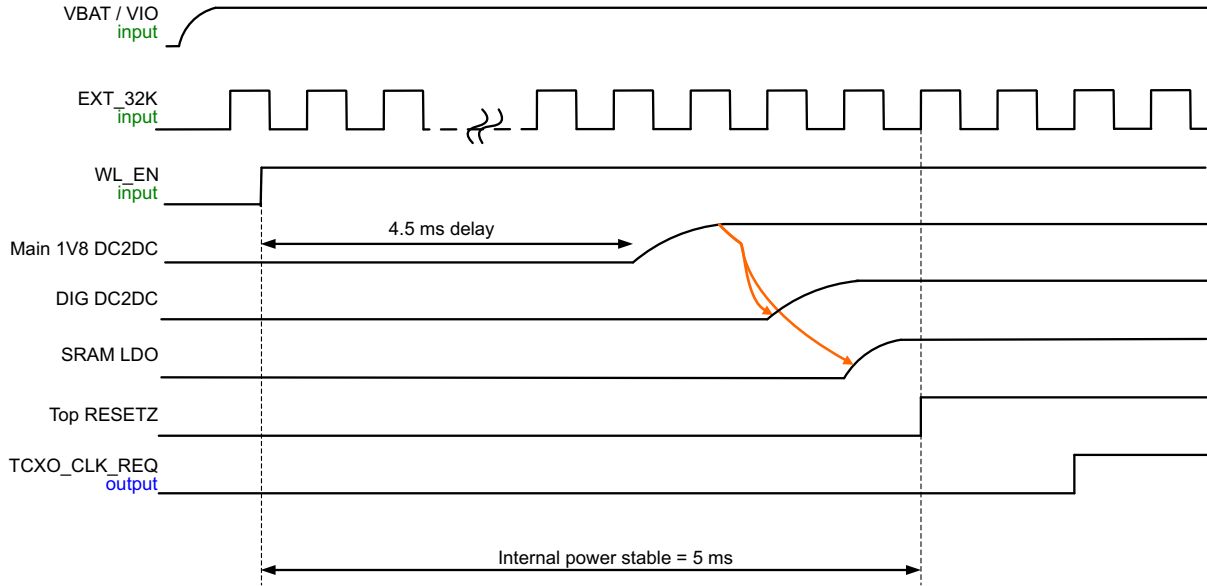 VBAT / VIO
input
EXT_32K
input
WL_EN
input
4.5 ms delay
Main 1V8 DC2DC
DIG DC2DC
SRAM LDO
Top RESETZ
TCXO_CLK_REQ
output
Internal power stable = 5 ms